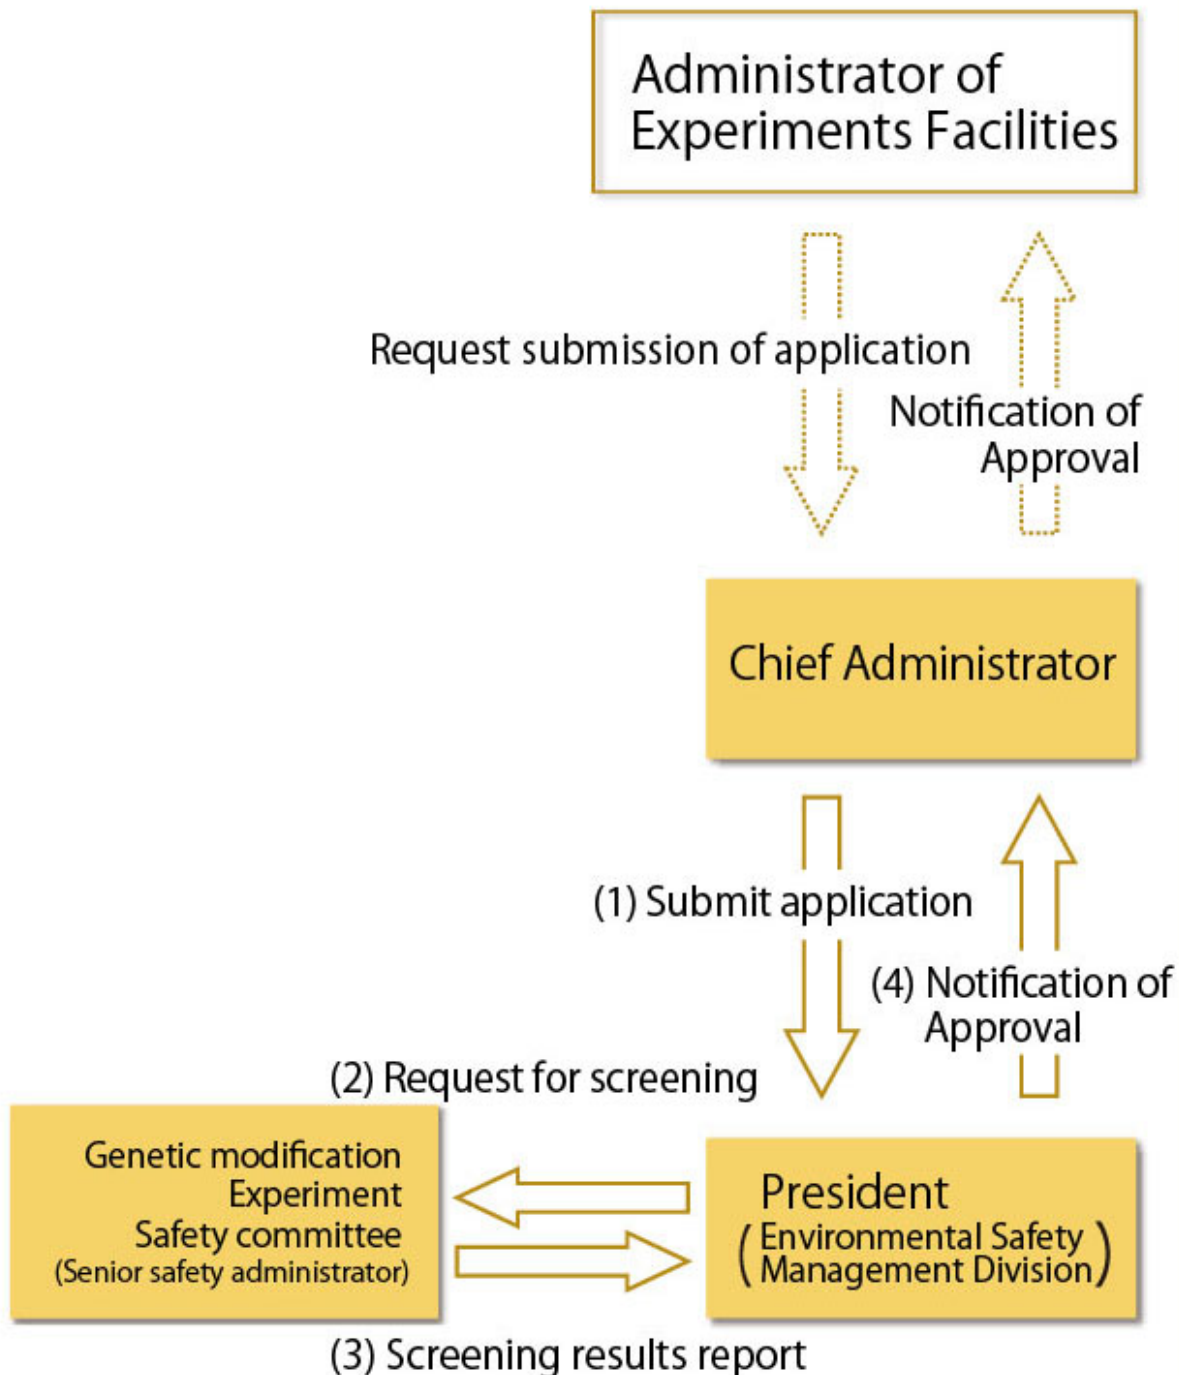 Administrator of
Experiments Facilities
Request submission of application
Notification of
Approval
Chief Administrator
(1) Submit application
(4) Notification of
Approval
(2) Request for screening
Genetic modification
Experiment
Safety committee
(Senior safety administrator)
President
(Environmental Safety
Management Division)
(3) Screening results report